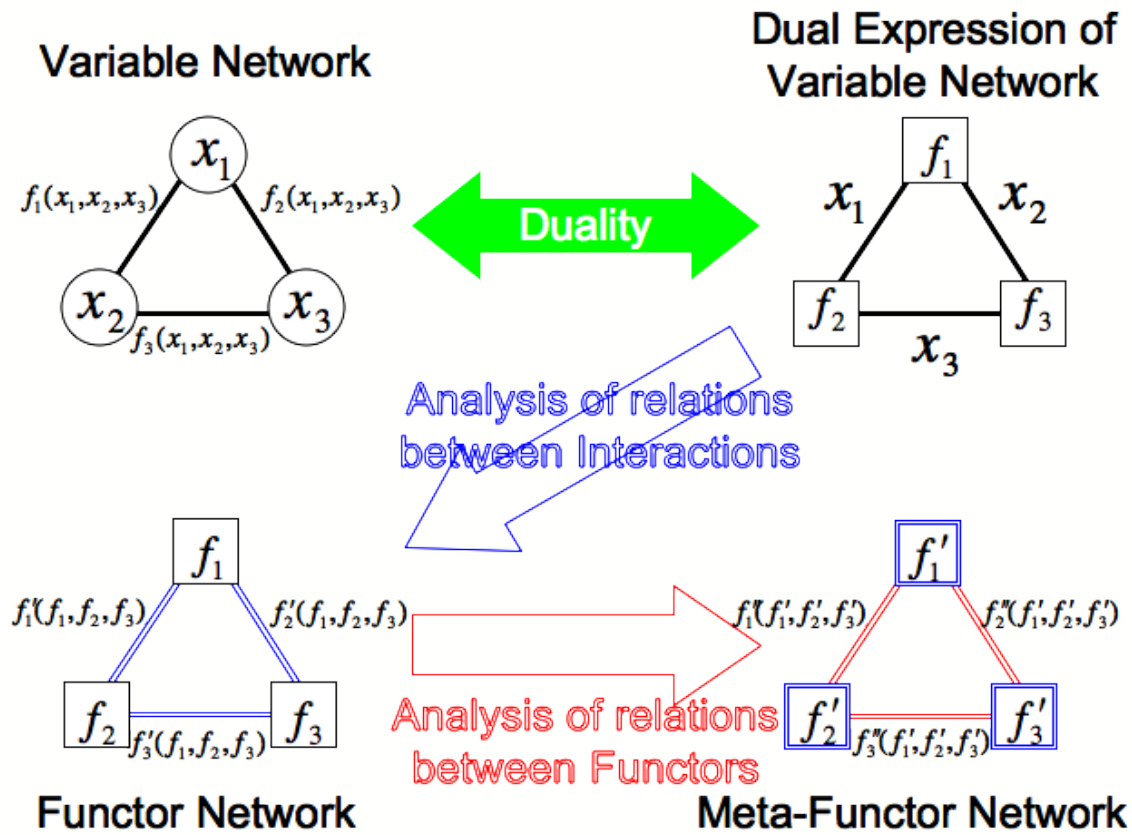 Variable Network
Dual Expression of
Variable Network
x₁
f₁(x₁,x₂,x₃)
f₂(x₁,x₂,x₃)
x₂
x₃
f₃(x₁,x₂,x₃)
Duality
f₁
x₁
x₂
f₂
f₃
x₃
Analysis of relations
between Interactions
f₁
f₁′(f₁,f₂,f₃)
f₂′(f₁,f₂,f₃)
f₂
f₃
f₃′(f₁,f₂,f₃)
Functor Network
Analysis of relations
between Functors
f₁′
f₁″(f₁′,f₂′,f₃′)
f₂″(f₁′,f₂′,f₃′)
f₂′
f₃′
f₃″(f₁′,f₂′,f₃′)
Meta-Functor Network